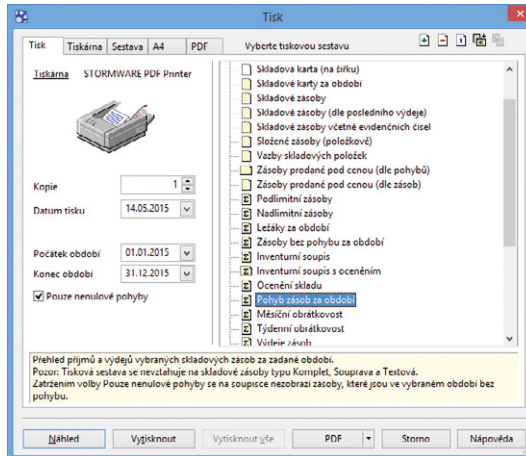 Tisk
Tisk Tiskárna Sestava A4 PDF Vyberte tiskovou sestavu
Tiskárna STORMWARE PDF Printer
Kopie 1
Datum tisku 14.05.2015
Počátek období 01.01.2015
Konec období 31.12.2015
Pouze nenulové pohyby
Skladová karta (na šířku)
Skladové karty za období
Skladové zásoby
Skladové zásoby (dle posledního výdeje)
Skladové zásoby včetně evidenčních čísel
Složené zásoby (položkově)
Vazby skladových položek
Zásoby prodané pod cenou (dle pohybů)
Zásoby prodané pod cenou (dle zásob)
Podlimitní zásoby
Nadlimitní zásoby
Ležáky za období
Zásoby bez pohybu za období
Inventurní soupis
Inventurní soupis s oceněním
Ocenění skladu
Pohyb zásob za období
Měsíční obrátkovost
Týdenní obrátkovost
Výdeje zásob
Přehled příjmů a výdejů vybraných skladových zásob za zadané období.
Pozor: Tisková sestava se nevztahuje na skladové zásoby typu Komplet, Souprava a Textová.
Zatržením volby Pouze nenulové pohyby se na soupisce nezobrazí zásoby, které jsou ve vybraném období bez
pohybu.
Náhled Vytisknout Vytisknout vše PDF Storno Nápověda